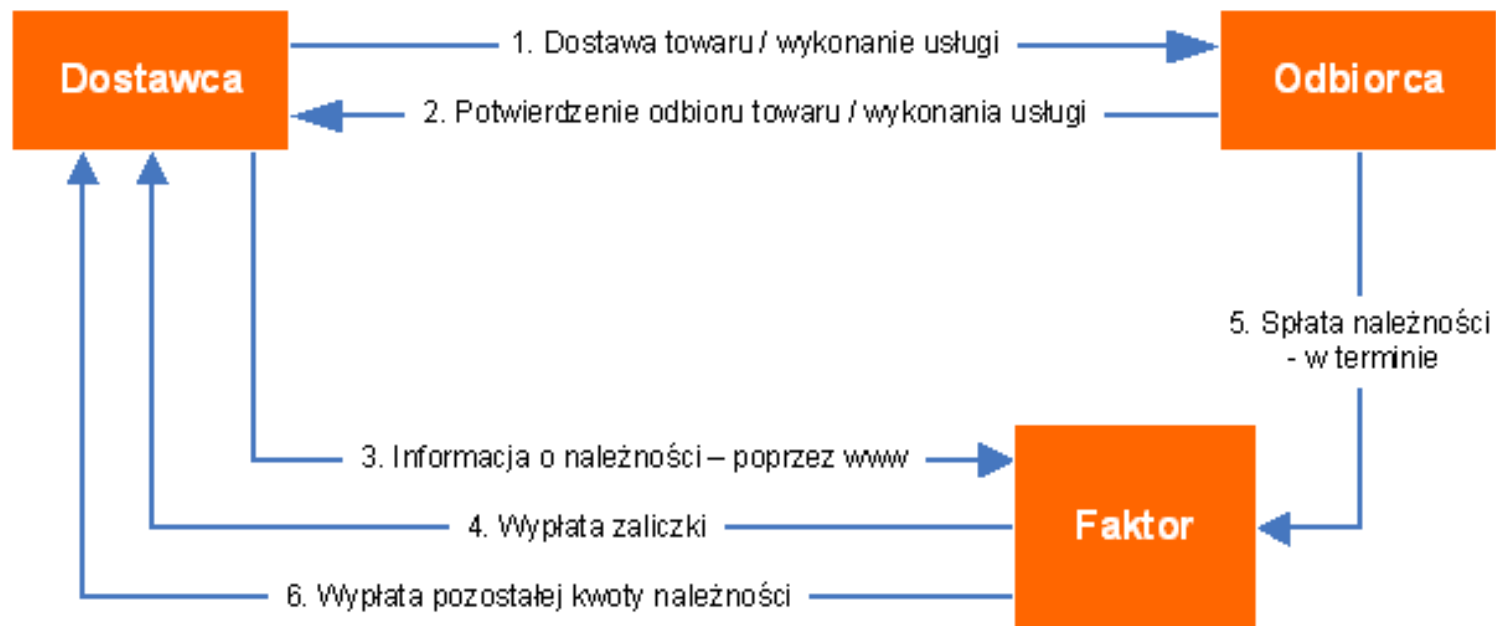 Dostawca
1. Dostawa towaru / wykonanie usługi
Odbiorca
2. Potwierdzenie odbioru towaru / wykonania usługi
5. Spłata należności
- w terminie
3. Informacja o należności – poprzez www
4. Wypłata zaliczki
Faktor
6. Wypłata pozostałej kwoty należności